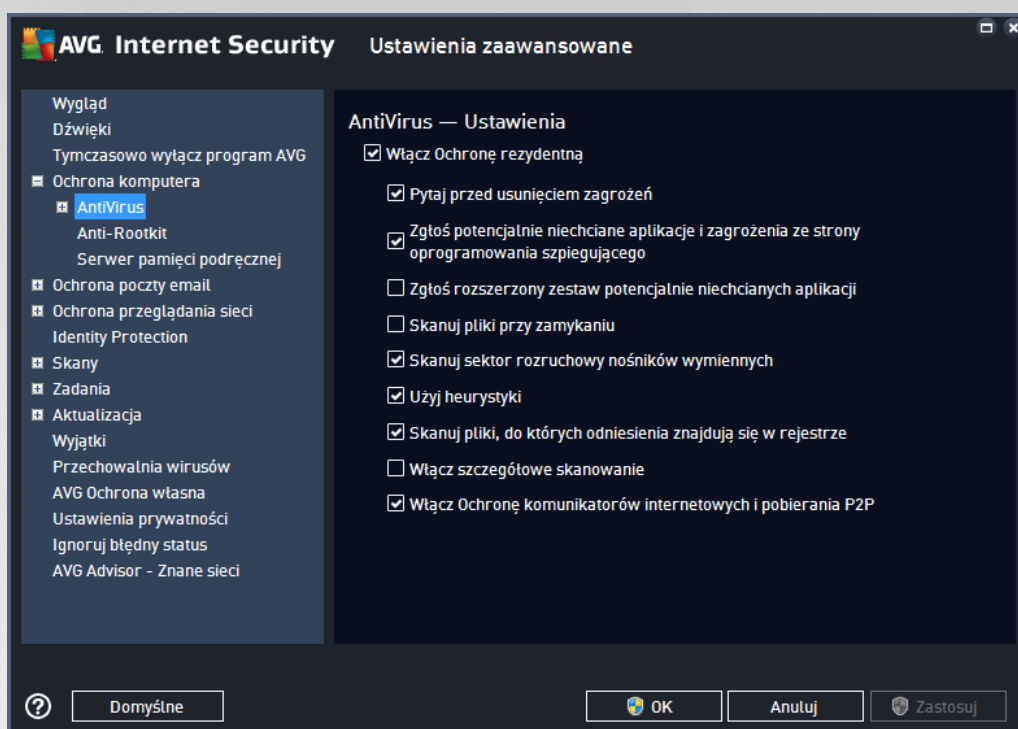 AVG. Internet Security Ustawienia zaawansowane
Wygląd
Dźwięki
Tymczasowo wyłącz program AVG
Ochrona komputera
AntiVirus
Anti-Rootkit
Serwer pamięci podręcznej
Ochrona poczty email
Ochrona przeglądania sieci
Identity Protection
Skany
Zadania
Aktualizacja
Wyjątki
Przechowalnia wirusów
AVG Ochrona własna
Ustawienia prywatności
Ignoruj błędny status
AVG Advisor - Znane sieci
AntiVirus — Ustawienia
Włącz Ochronę rezydentną
Pytaj przed usunięciem zagrożeń
Zgłoś potencjalnie niechciane aplikacje i zagrożenia ze strony
oprogramowania szpiegującego
Zgłoś rozszerzony zestaw potencjalnie niechcianych aplikacji
Skanuj pliki przy zamykaniu
Skanuj sektor rozruchowy nośników wymiennych
Użyj heurystyki
Skanuj pliki, do których odniesienia znajdują się w rejestrze
Włącz szczegółowe skanowanie
Włącz Ochronę komunikatorów internetowych i pobierania P2P
? Domyślne OK Anuluj Zastosuj